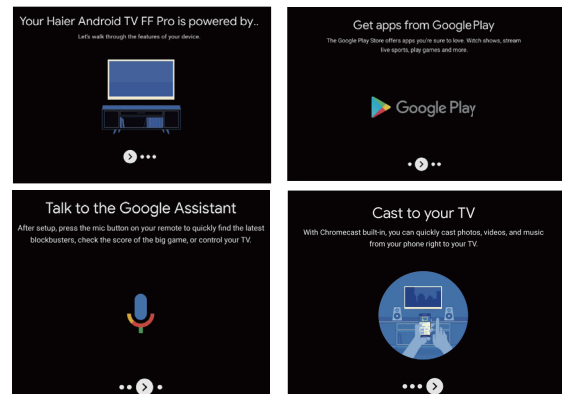 Your Haier Android TV FF Pro is powered by..
Let's walk through the features of your device.
Get apps from Google Play
The Google Play Store offers apps you're sure to love. Watch shows, stream
live sports, play games and more.
Google Play
Talk to the Google Assistant
After setup, press the mic button on your remote to quickly find the latest
blockbusters, check the score of the big game, or control your TV.
Cast to your TV
With Chromecast built-in, you can quickly cast photos, videos, and music
from your phone right to your TV.